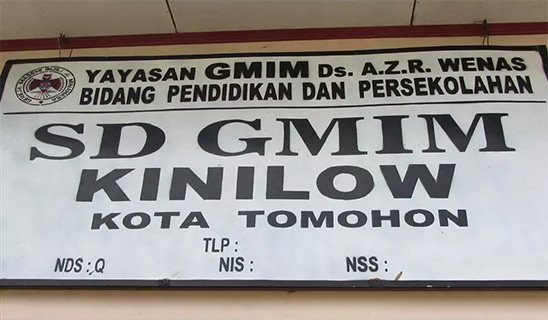 YAYASAN GMIM Ds. A.Z.R. WENAS
BIDANG PENDIDIKAN DAN PERSEKOLAHAN
SD GMIM
KINILOW
KOTA TOMOHON
TLP :
NDS : Q NIS : NSS :